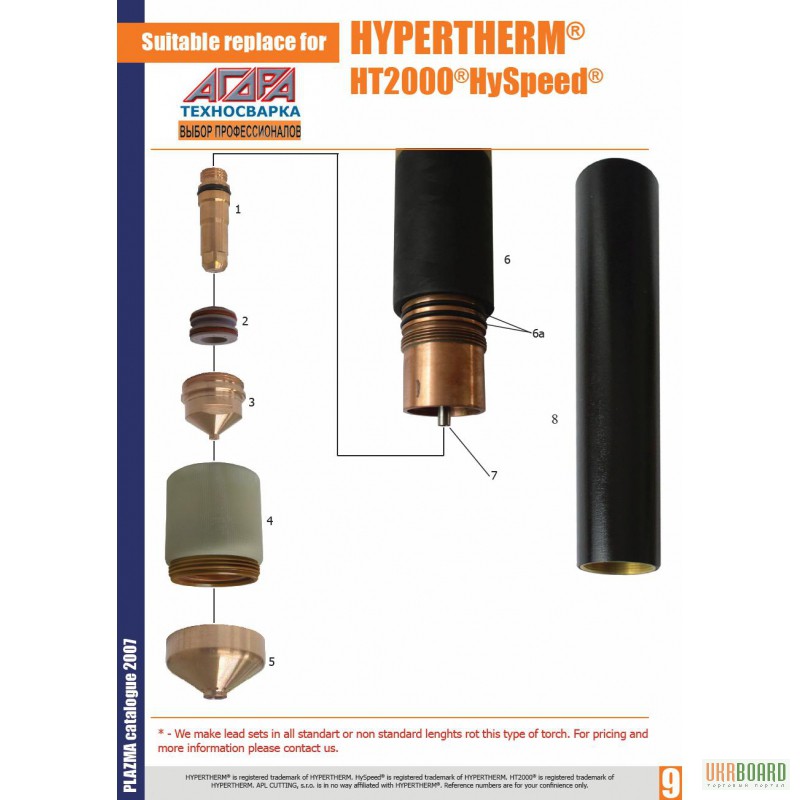 Suitable replace for
HYPERTHERM®
HT2000®HySpeed®
АГОРА
ТЕХНОСВАРКА
ВЫБОР ПРОФЕССИОНАЛОВ
1
2
3
4
5
6
6a
7
8
PLAZMA catalogue 2007
* - We make lead sets in all standart or non standard lenghts rot this type of torch. For pricing and
more information please contact us.
HYPERTHERM® is registered trademark of HYPERTHERM. HySpeed® is registered trademark of HYPERTHERM. HT2000® is registered trademark of
HYPERTHERM. APL CUTTING, s.r.o. is in no way affiliated with HYPERTHERM®. Reference numbers are for your confinience only.
9
UKRBOARD
торговый портал